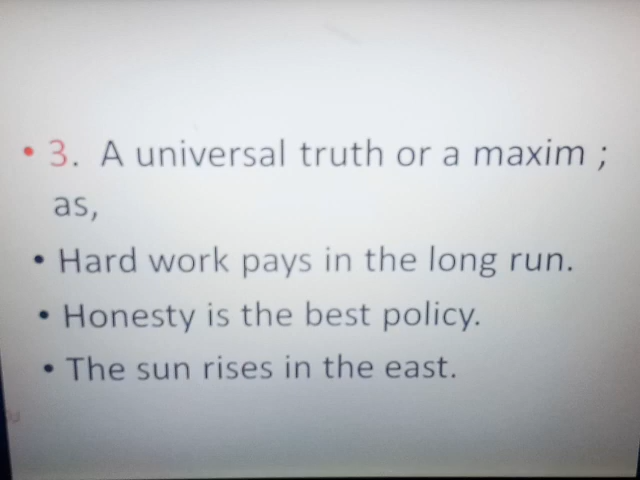 • 3. A universal truth or a maxim ;
as,
• Hard work pays in the long run.
• Honesty is the best policy.
• The sun rises in the east.